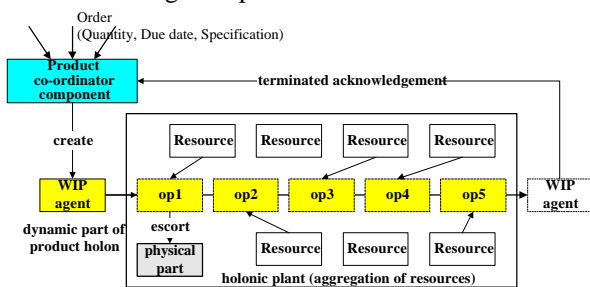 Order
(Quantity, Due date, Specification)
Product
co-ordinator
component
terminated acknowledgement
create
Resource Resource Resource Resource
WIP
agent
op1 op2 op3 op4 op5
WIP
agent
dynamic part of
product holon
escort
physical
part
Resource Resource Resource
holonic plant (aggregation of resources)